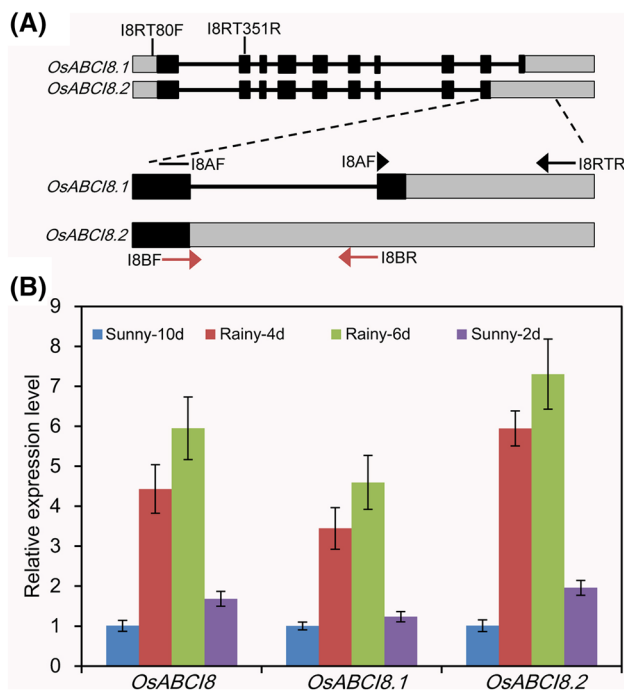 (A)
I8RT80F I8RT351R
OsABCI8.1
OsABCI8.2
I8AF I8AF I8RTR
OsABCI8.1
OsABCI8.2
I8BF I8BR
(B)
Relative expression level
9
8
7
6
5
4
3
2
1
0
Sunny-10d Rainy-4d Rainy-6d Sunny-2d
OsABCI8 OsABCI8.1 OsABCI8.2